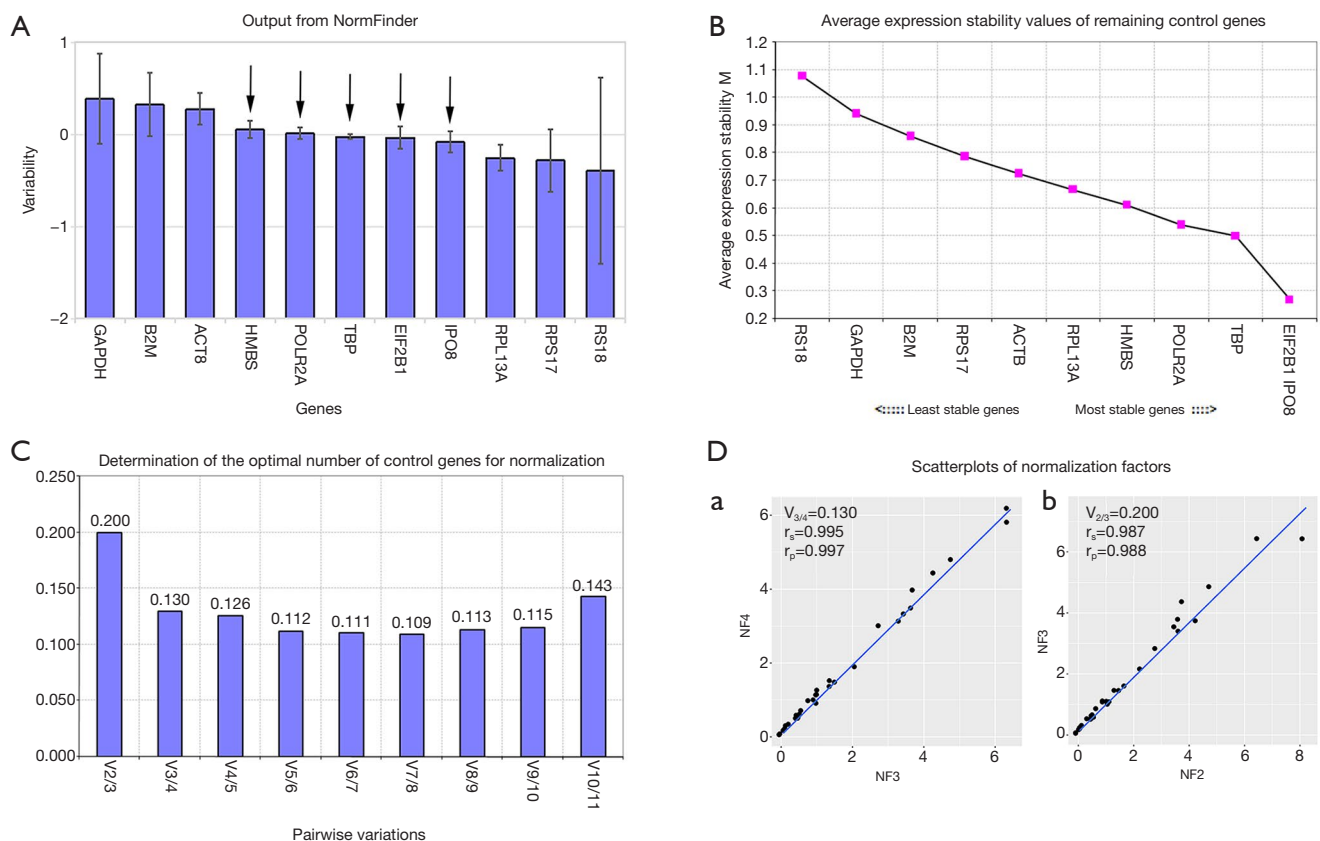 A
Output from NormFinder
1
0
−1
−2
Variability
GAPDH
B2M
ACT8
HMBS
POLR2A
TBP
EIF2B1
IPO8
RPL13A
RPS17
RS18
Genes
B
Average expression stability values of remaining control genes
Average expression stability M
1.2
1.1
1.0
0.9
0.8
0.7
0.6
0.5
0.4
0.3
0.2
RS18
GAPDH
B2M
RPS17
ACTB
RPL13A
HMBS
POLR2A
TBP
EIF2B1 IPO8
<::::: Least stable genes
Most stable genes ::::>
C
Determination of the optimal number of control genes for normalization
0.250
0.200
0.150
0.100
0.050
0.000
0.200
0.130
0.126
0.112
0.111
0.109
0.113
0.115
0.143
V2/3
V3/4
V4/5
V5/6
V6/7
V7/8
V8/9
V9/10
V10/11
Pairwise variations
D
Scatterplots of normalization factors
a
V3/4=0.130
rs=0.995
rp=0.997
NF4
6
4
2
0
0
2
4
6
NF3
b
V2/3=0.200
rs=0.987
rp=0.988
NF3
6
4
2
0
0
2
4
6
8
NF2